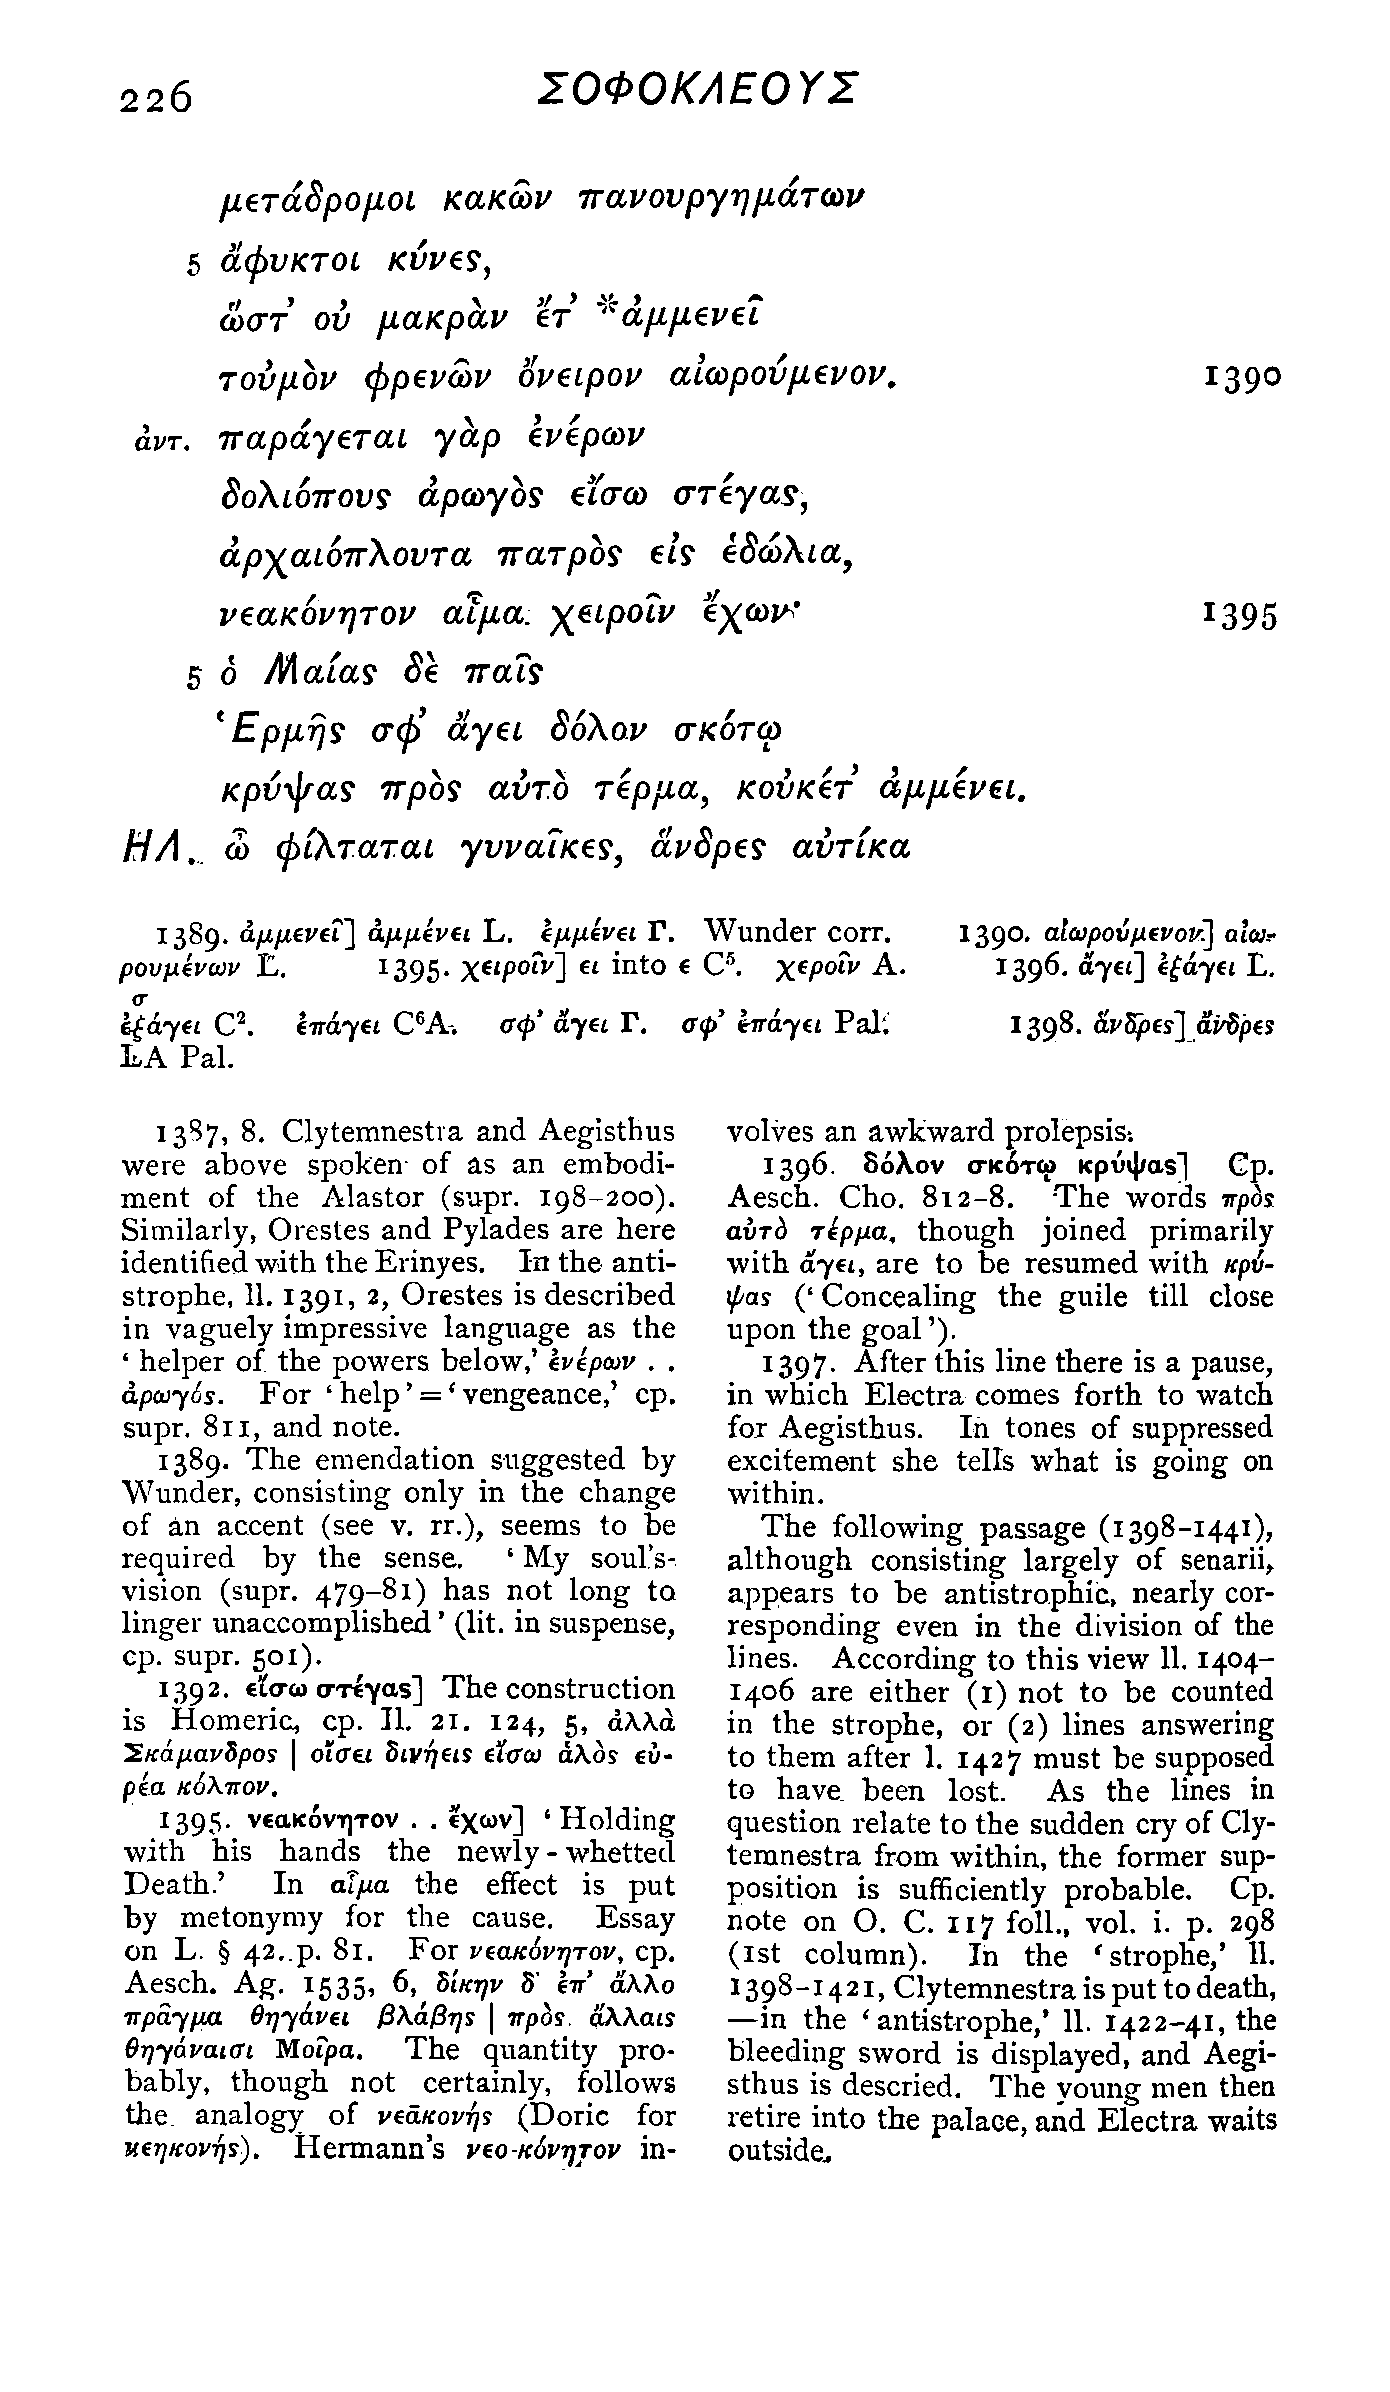 226 ΣΟΦΟΚΛΕΟΥΣ
μετάδρομοι κακῶν πανουργημάτων
5 ἄφυκτοι κύνες,
ὥστ’ οὐ μακρὰν ἔτ’ *ἀμμενεῖ
τοὐμὸν φρενῶν ὄνειρον αἰωρούμενον. 1390
ἀντ. παράγεται γὰρ ἐνέρων
δολιόπους ἀρωγὸς εἴσω στέγας,
ἀρχαιόπλουτα πατρὸς εἰς ἑδώλια,
νεακόνητον αἷμα χειροῖν ἔχων· 1395
5 ὁ Μαίας δὲ παῖς
Ἑρμῆς σφ’ ἄγει δόλον σκότῳ
κρύψας πρὸς αὐτὸ τέρμα, κοὐκέτ’ ἀμμένει.
ΗΛ. ὦ φίλταται γυναῖκες, ἅνδρες αὐτίκα
1389. ἀμμενεῖ] ἀμμένει L. ἐμμένει Γ. Wunder corr. 1390. αἰωρούμενον] αἰω-
ρουμένων L. 1395. χειροῖν] ει into ε C⁵. χεροῖν A. 1396. ἄγει] ἐξάγει L.
σ
ἐξάγει C². ἐπάγει C⁶A. σφ’ ἄγει Γ. σφ’ ἐπάγει Pal. 1398. ἅνδρες] ἄνδρες
LA Pal.
1387, 8. Clytemnestra and Aegisthus
were above spoken of as an embodi-
ment of the Alastor (supr. 198–200).
Similarly, Orestes and Pylades are here
identified with the Erinyes. In the anti-
strophe, ll. 1391, 2, Orestes is described
in vaguely impressive language as the
‘helper of the powers below,’ ἐνέρων . .
ἀρωγός. For ‘help’ = ‘vengeance,’ cp.
supr. 811, and note.
1389. The emendation suggested by
Wunder, consisting only in the change
of an accent (see v. rr.), seems to be
required by the sense. ‘My soul’s
vision (supr. 479–81) has not long to
linger unaccomplished’ (lit. in suspense,
cp. supr. 501).
1392. εἴσω στέγας] The construction
is Homeric, cp. Il. 21. 124, 5, ἀλλὰ
Σκάμανδρος | οἴσει δινήεις εἴσω ἁλὸς εὐ-
ρέα κόλπον.
1395. νεακόνητον . . ἔχων] ‘Holding
with his hands the newly-whetted
Death.’ In αἷμα the effect is put
by metonymy for the cause. Essay
on L. § 42. p. 81. For νεακόνητον, cp.
Aesch. Ag. 1535, 6, δίκην δ’ ἐπ’ ἄλλο
πρᾶγμα θηγάνει βλάβης | πρὸς ἄλλαις
θηγάναισι Μοῖρα. The quantity pro-
bably, though not certainly, follows
the analogy of νεᾱκονής (Doric for
νεηκονής). Hermann’s νεο-κόνητον in-
volves an awkward prolepsis.
1396. δόλον σκότῳ κρύψας] Cp.
Aesch. Cho. 812–8. The words πρὸς
αὐτὸ τέρμα, though joined primarily
with ἄγει, are to be resumed with κρύ-
ψας (‘Concealing the guile till close
upon the goal’).
1397. After this line there is a pause,
in which Electra comes forth to watch
for Aegisthus. In tones of suppressed
excitement she tells what is going on
within.
The following passage (1398–1441),
although consisting largely of senarii,
appears to be antistrophic, nearly cor-
responding even in the division of the
lines. According to this view ll. 1404–
1406 are either (1) not to be counted
in the strophe, or (2) lines answering
to them after l. 1427 must be supposed
to have been lost. As the lines in
question relate to the sudden cry of Cly-
temnestra from within, the former sup-
position is sufficiently probable. Cp.
note on O. C. 117 foll., vol. i. p. 298
(1st column). In the ‘strophe,’ ll.
1398–1421, Clytemnestra is put to death,
—in the ‘antistrophe,’ ll. 1422–41, the
bleeding sword is displayed, and Aegi-
sthus is descried. The young men then
retire into the palace, and Electra waits
outside.